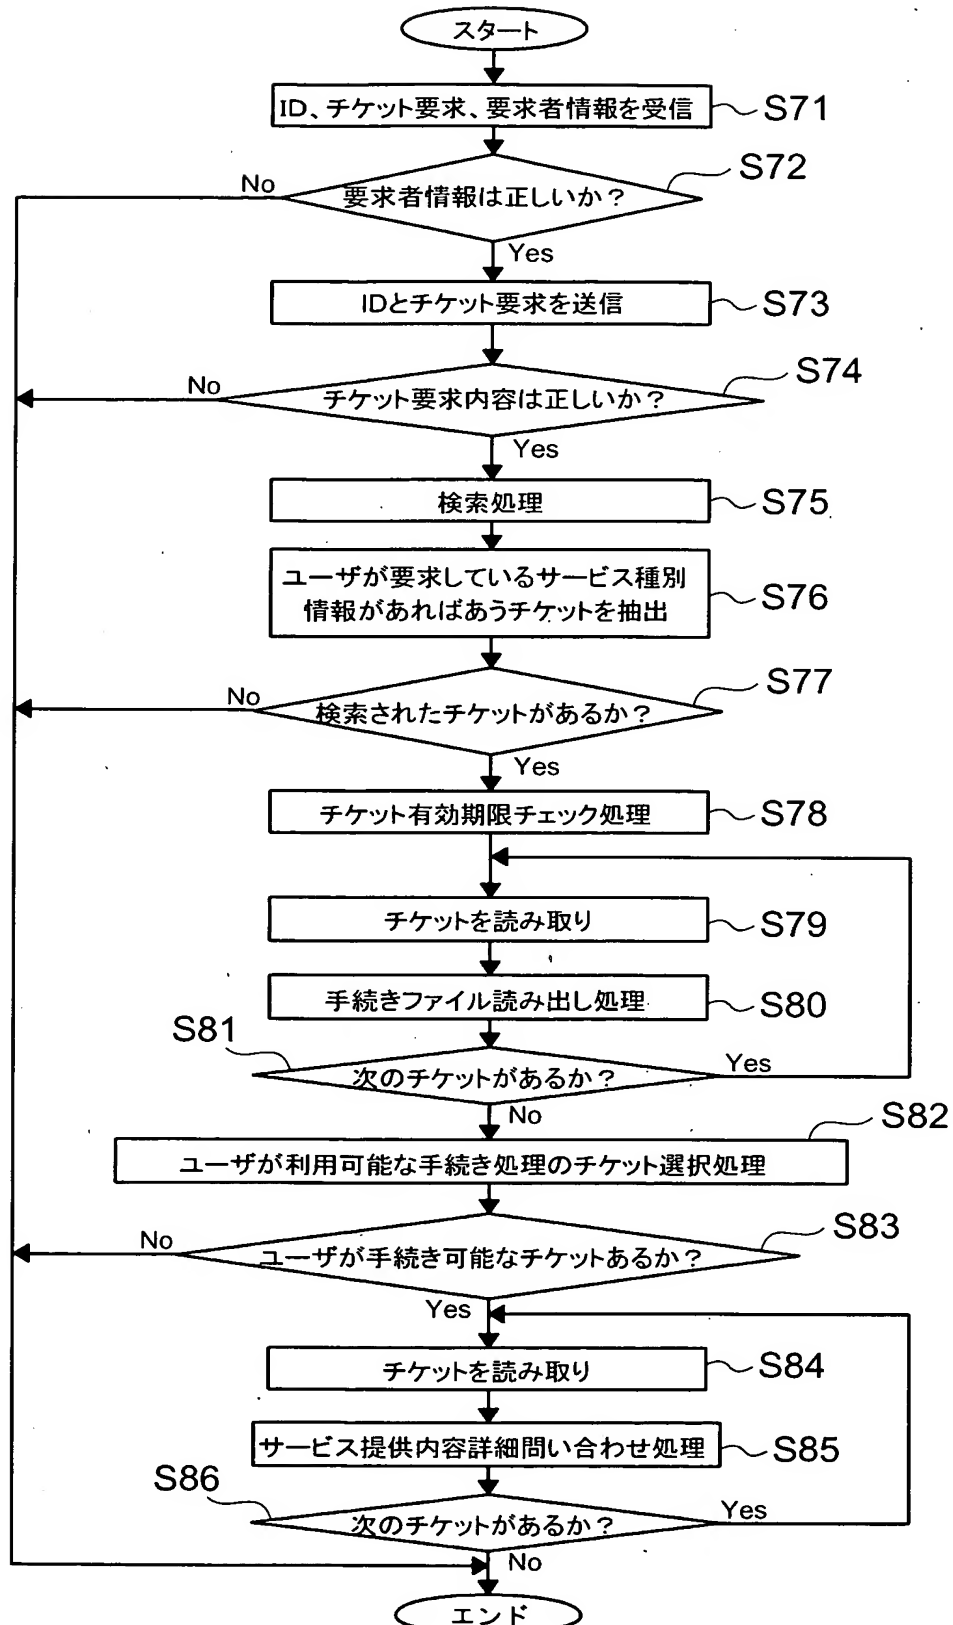 スタート
ID、チケット要求、要求者情報を受信
S71
S72
No
要求者情報は正しいか?
Yes
IDとチケット要求を送信
S73
S74
No
チケット要求内容は正しいか?
Yes
検索処理
S75
ユーザが要求しているサービス種別
情報があればあうチケットを抽出
S76
S77
No
検索されたチケットがあるか?
Yes
チケット有効期限チェック処理
S78
チケットを読み取り
S79
手続きファイル読み出し処理
S80
S81
次のチケットがあるか?
Yes
No
S82
ユーザが利用可能な手続き処理のチケット選択処理
S83
No
ユーザが手続き可能なチケットあるか?
Yes
チケットを読み取り
S84
サービス提供内容詳細問い合わせ処理
S85
S86
次のチケットがあるか?
Yes
No
エンド